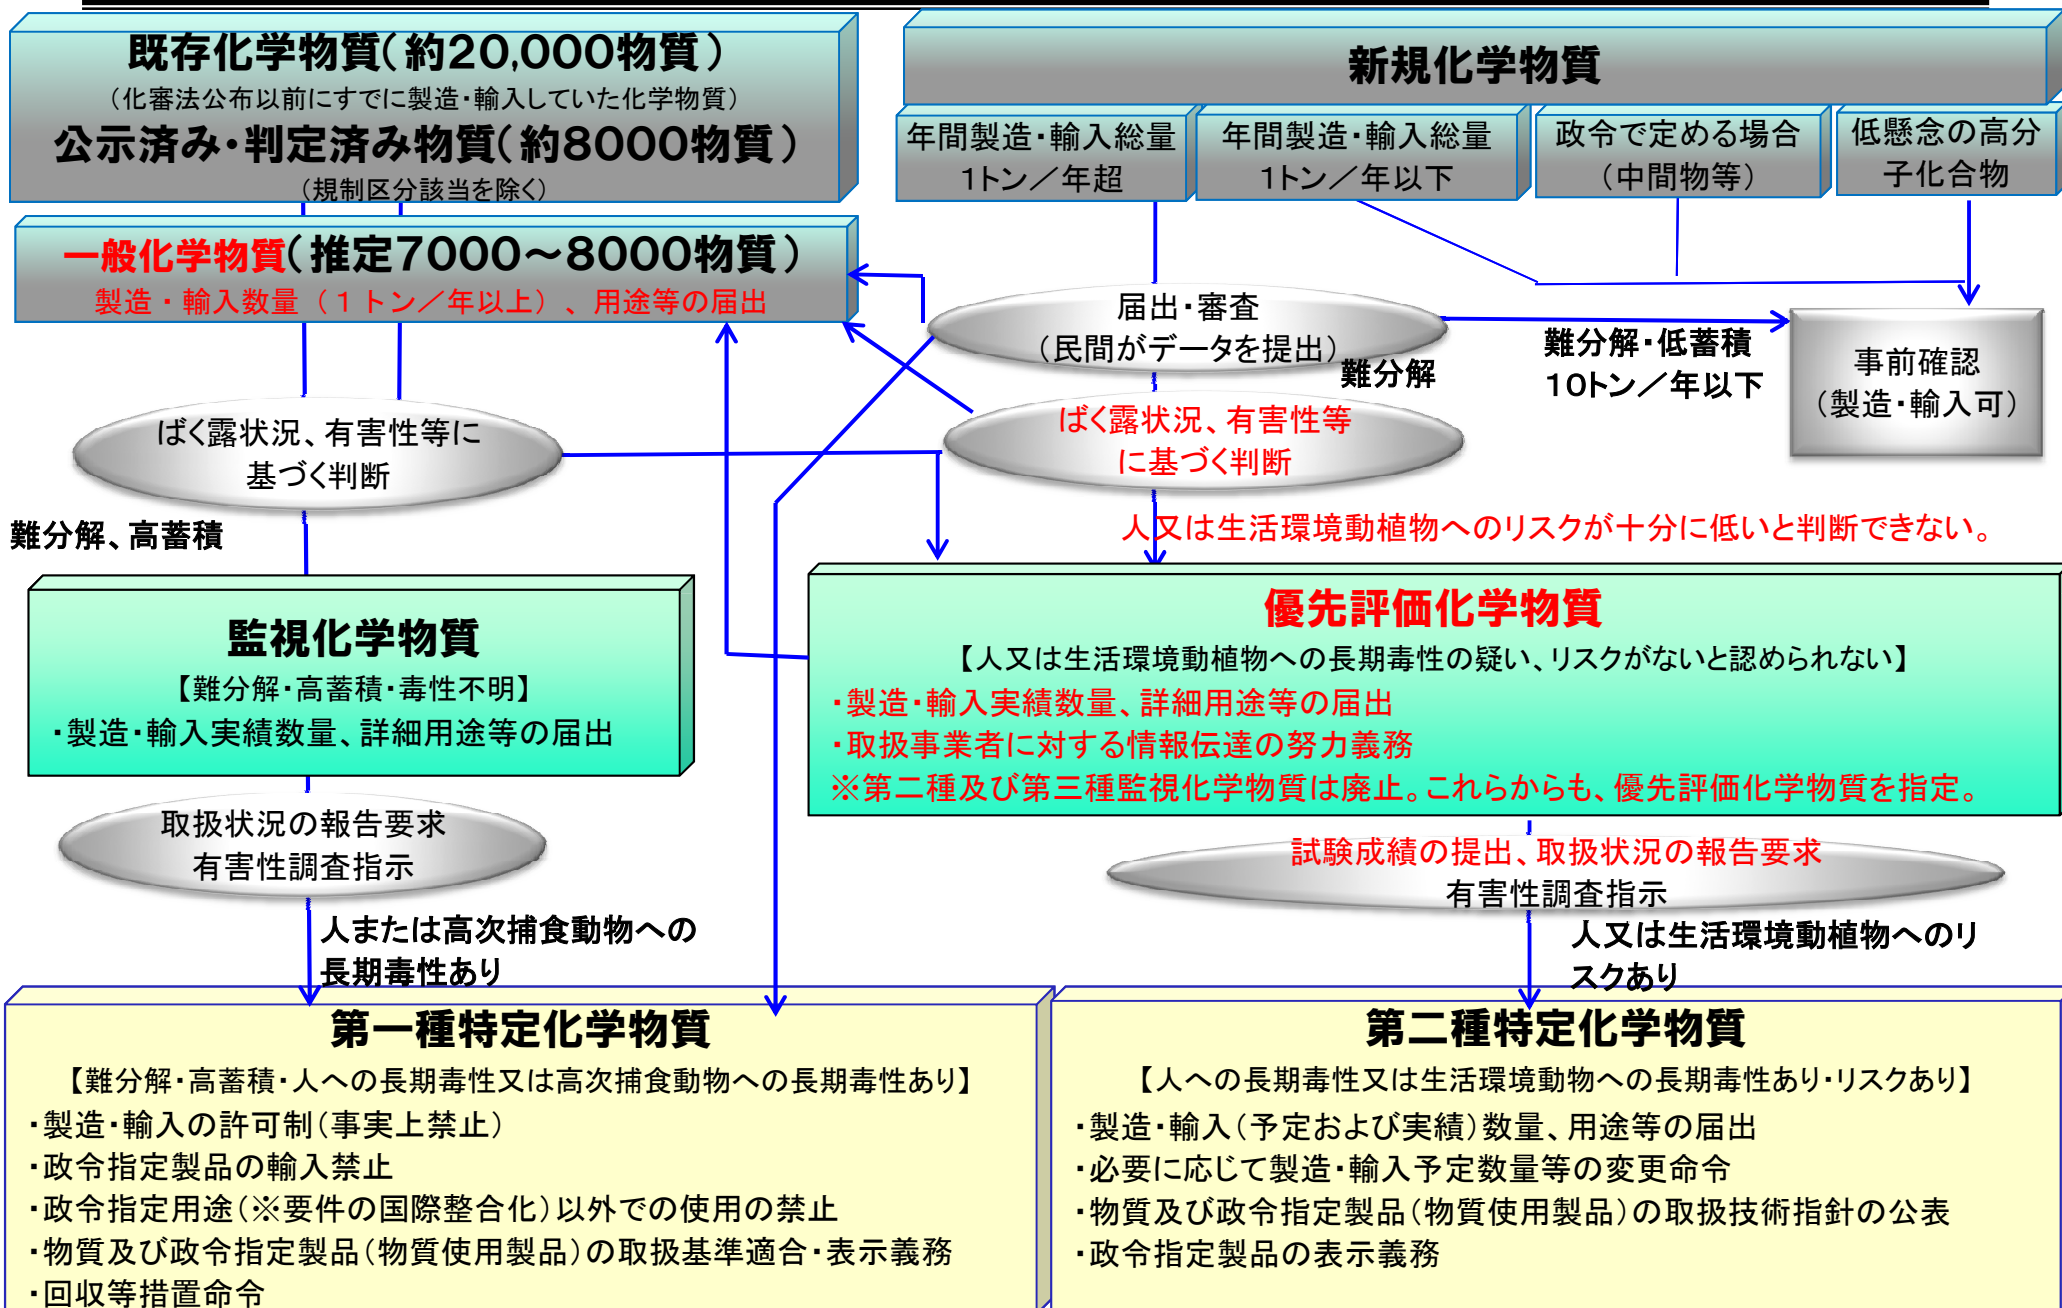 既存化学物質（約20,000物質）
（化審法公布以前にすでに製造・輸入していた化学物質）
公示済み・判定済み物質（約8000物質）
（規制区分該当を除く）
新規化学物質
年間製造・輸入総量
1トン／年超
年間製造・輸入総量
1トン／年以下
政令で定める場合
（中間物等）
低懸念の高分
子化合物
一般化学物質（推定7000～8000物質）
製造・輸入数量（１トン／年以上）、用途等の届出
届出・審査
（民間がデータを提出）
難分解
難分解・低蓄積
10トン／年以下
事前確認
（製造・輸入可）
ばく露状況、有害性等に
基づく判断
ばく露状況、有害性等
に基づく判断
難分解、高蓄積
人又は生活環境動植物へのリスクが十分に低いと判断できない。
監視化学物質
【難分解・高蓄積・毒性不明】
・製造・輸入実績数量、詳細用途等の届出
優先評価化学物質
【人又は生活環境動植物への長期毒性の疑い、リスクがないと認められない】
・製造・輸入実績数量、詳細用途等の届出
・取扱事業者に対する情報伝達の努力義務
※第二種及び第三種監視化学物質は廃止。これらからも、優先評価化学物質を指定。
取扱状況の報告要求
有害性調査指示
試験成績の提出、取扱状況の報告要求
有害性調査指示
人または高次捕食動物への
長期毒性あり
人又は生活環境動植物へのリ
スクあり
第一種特定化学物質
【難分解・高蓄積・人への長期毒性又は高次捕食動物への長期毒性あり】
・製造・輸入の許可制（事実上禁止）
・政令指定製品の輸入禁止
・政令指定用途（※要件の国際整合化）以外での使用の禁止
・物質及び政令指定製品（物質使用製品）の取扱基準適合・表示義務
・回収等措置命令
第二種特定化学物質
【人への長期毒性又は生活環境動物への長期毒性あり・リスクあり】
・製造・輸入（予定および実績）数量、用途等の届出
・必要に応じて製造・輸入予定数量等の変更命令
・物質及び政令指定製品（物質使用製品）の取扱技術指針の公表
・政令指定製品の表示義務